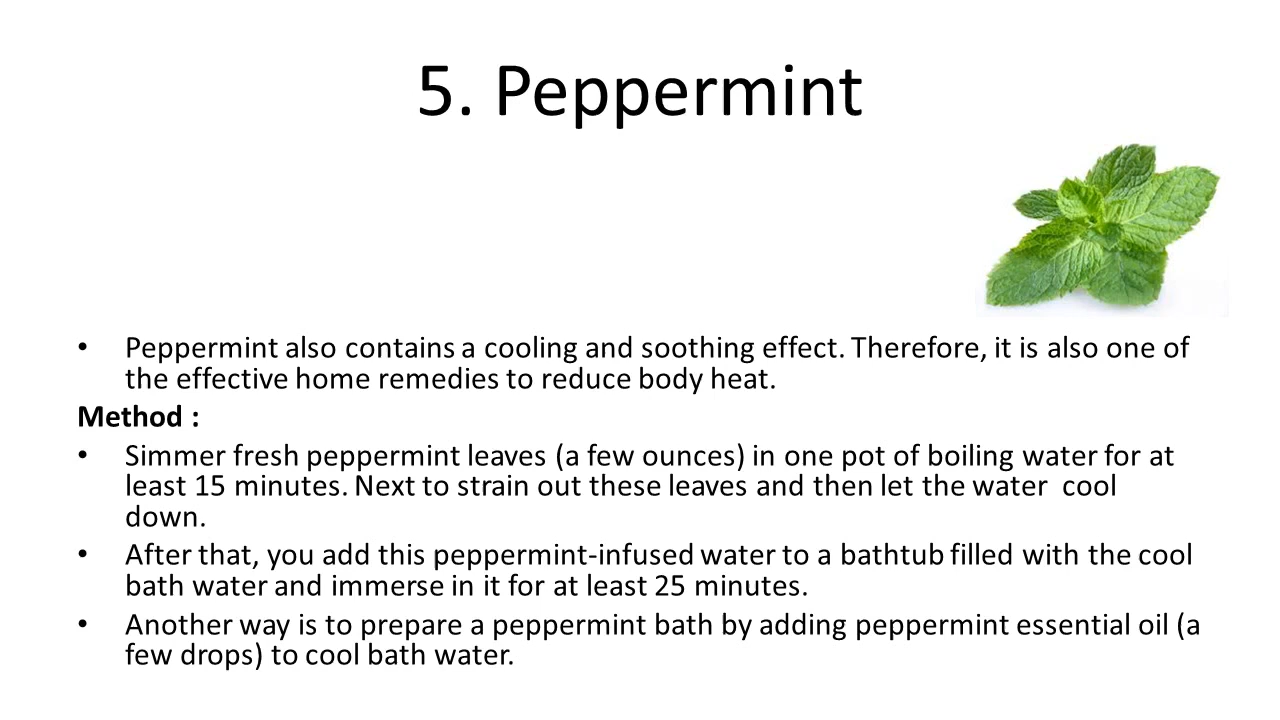 5. Peppermint
• Peppermint also contains a cooling and soothing effect. Therefore, it is also one of
the effective home remedies to reduce body heat.
Method :
• Simmer fresh peppermint leaves (a few ounces) in one pot of boiling water for at
least 15 minutes. Next to strain out these leaves and then let the water  cool
down.
• After that, you add this peppermint-infused water to a bathtub filled with the cool
bath water and immerse in it for at least 25 minutes.
• Another way is to prepare a peppermint bath by adding peppermint essential oil (a
few drops) to cool bath water.